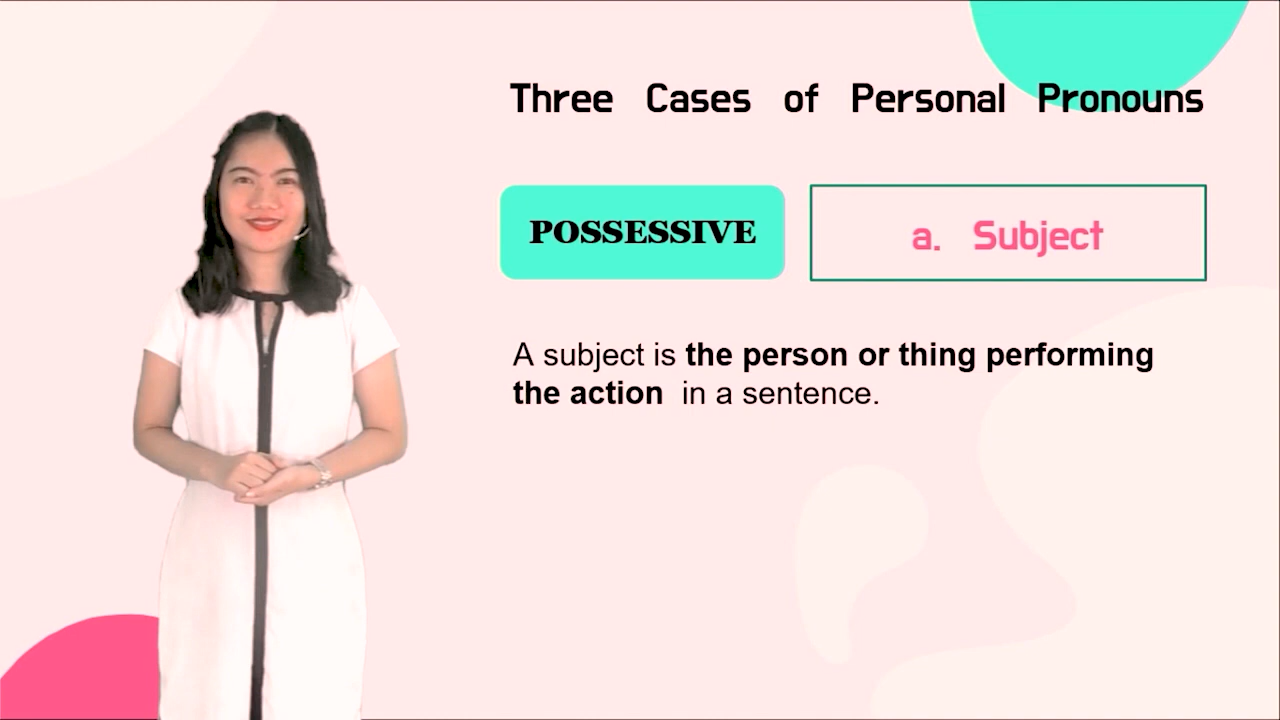 Three Cases of Personal Pronouns
POSSESSIVE
a. Subject
A subject is the person or thing performing
the action in a sentence.